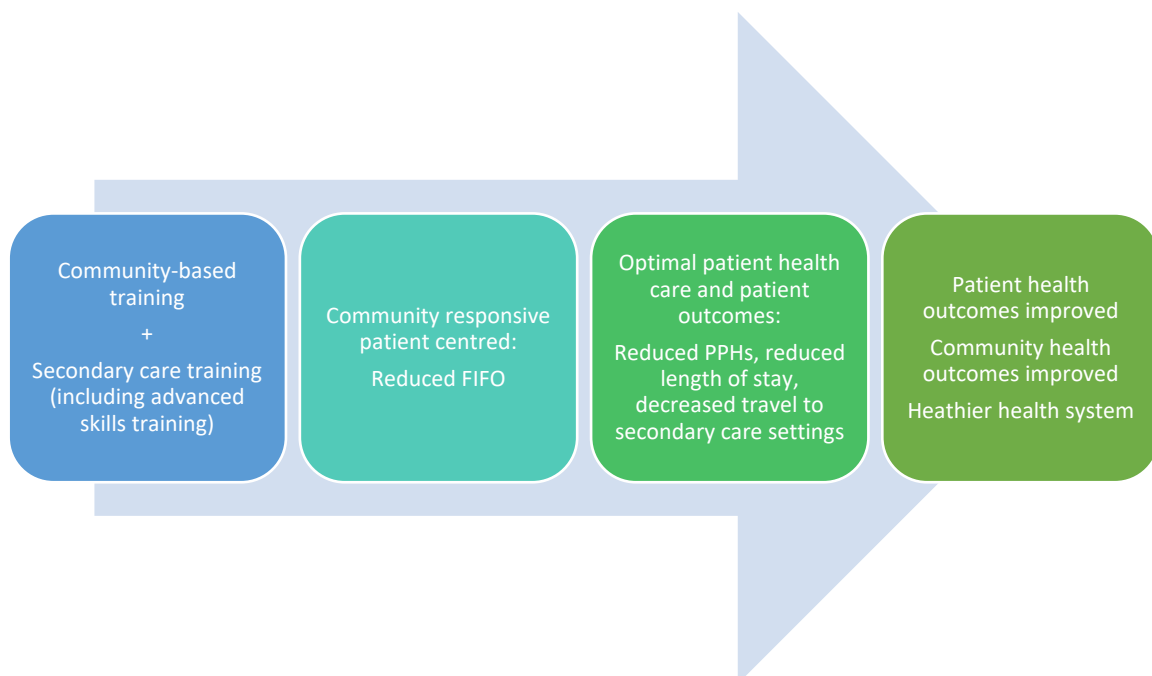 Community-based
training
+
Secondary care training
(including advanced
skills training)
Community responsive
patient centred:
Reduced FIFO
Optimal patient health
care and patient
outcomes:
Reduced PPHs, reduced
length of stay,
decreased travel to
secondary care settings
Patient health
outcomes improved
Community health
outcomes improved
Heathier health system